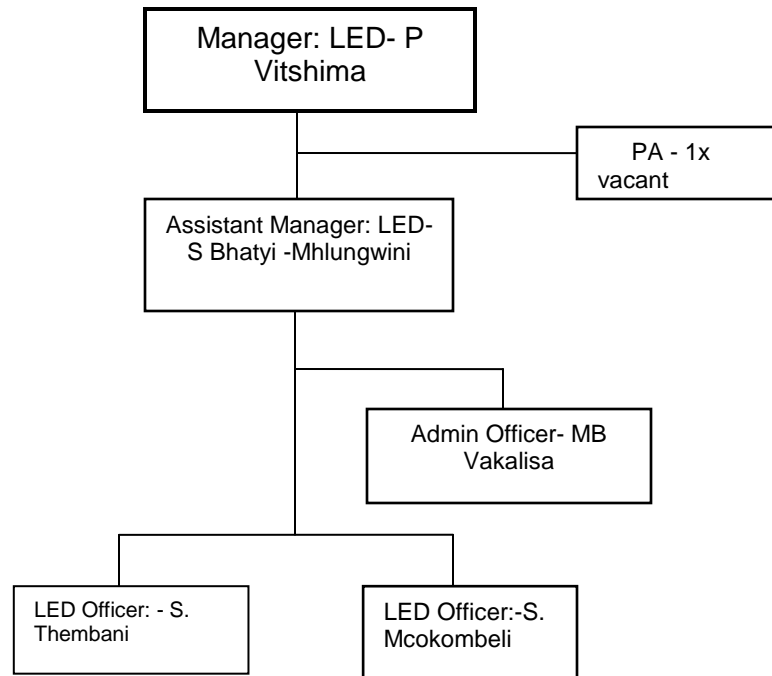 Manager: LED- P
Vitshima
PA - 1x
vacant
Assistant Manager: LED-
S Bhatyi -Mhlungwini
Admin Officer- MB
Vakalisa
LED Officer: - S.
Thembani
LED Officer:-S.
Mcokombeli